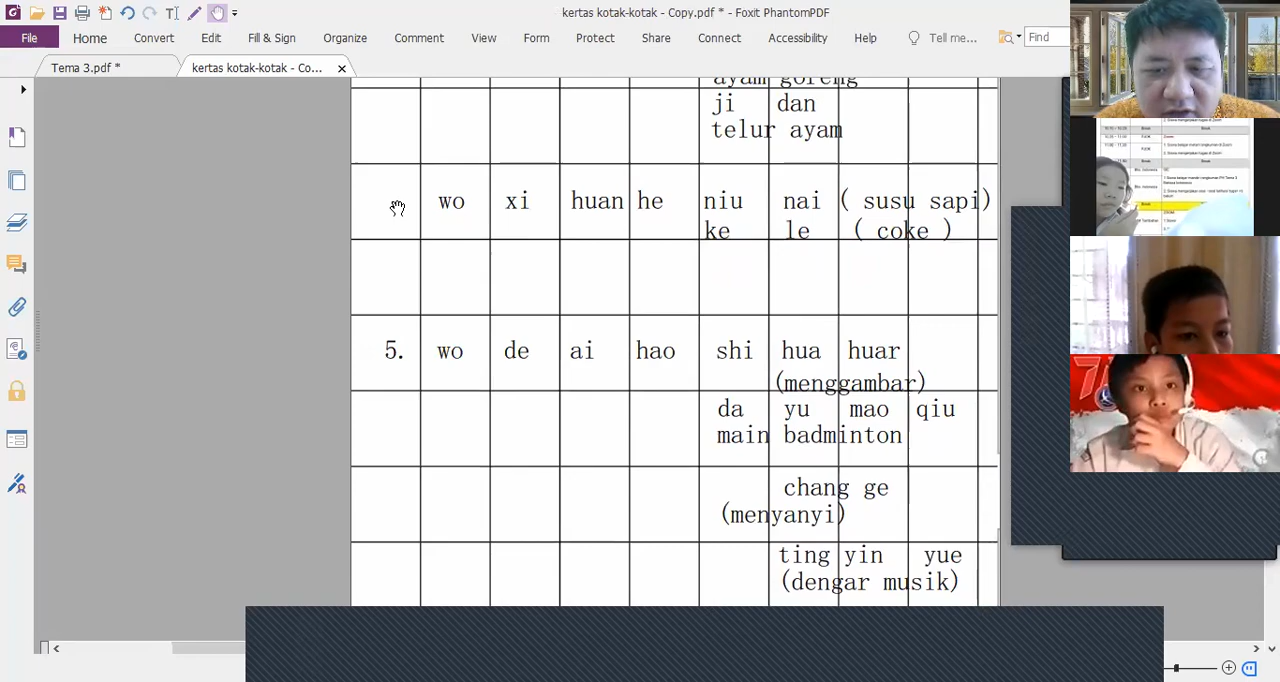 kertas kotak-kotak - Copy.pdf * - Foxit PhantomPDF
File Home Convert Edit Fill & Sign Organize Comment View Form Protect Share Connect Accessibility Help Tell me... Find
Tema 3.pdf * kertas kotak-kotak - Co...
ayam goreng
ji dan
telur ayam
wo xi huan he niu nai ( susu sapi)
ke le ( coke )
5. wo de ai hao shi hua huar
(menggambar)
da yu mao qiu
main badminton
chang ge
(menyanyi)
ting yin yue
(dengar musik)